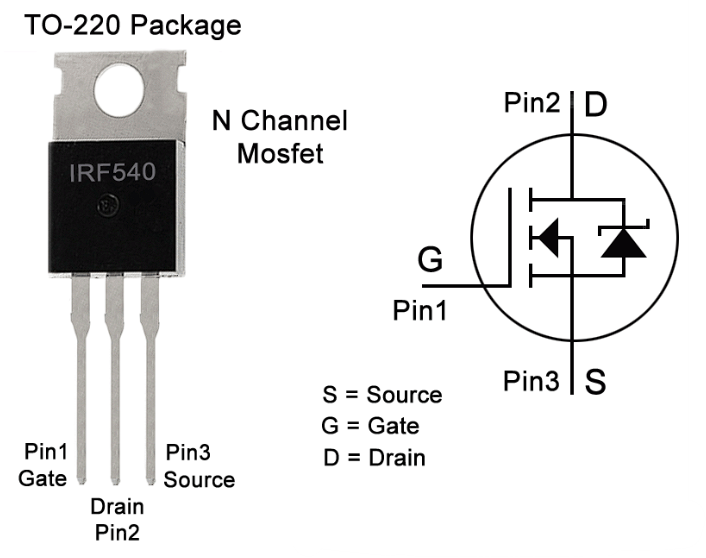 TO-220 Package
N Channel
Mosfet
IRF540
Pin1
Gate
Drain
Pin2
Pin3
Source
Pin2 D
G
Pin1
Pin3 S
S = Source
G = Gate
D = Drain